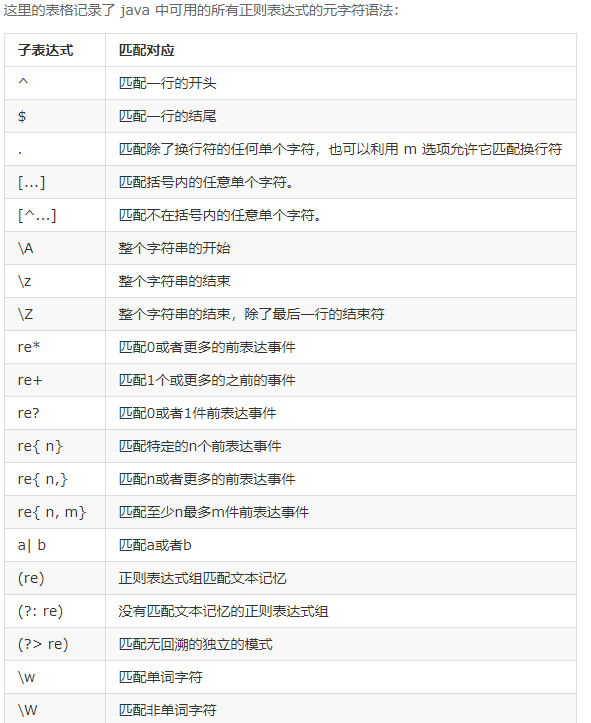 这里的表格记录了 java 中可用的所有正则表达式的元字符语法：
子表达式 匹配对应
^ 匹配一行的开头
$ 匹配一行的结尾
. 匹配除了换行符的任何单个字符，也可以利用 m 选项允许它匹配换行符
[...] 匹配括号内的任意单个字符。
[^...] 匹配不在括号内的任意单个字符。
\A 整个字符串的开始
\z 整个字符串的结束
\Z 整个字符串的结束，除了最后一行的结束符
re* 匹配0或者更多的前表达事件
re+ 匹配1个或更多的之前的事件
re? 匹配0或者1件前表达事件
re{ n} 匹配特定的n个前表达事件
re{ n,} 匹配n或者更多的前表达事件
re{ n, m} 匹配至少n最多m件前表达事件
a| b 匹配a或者b
(re) 正则表达式组匹配文本记忆
(?: re) 没有匹配文本记忆的正则表达式组
(?> re) 匹配无回溯的独立的模式
\w 匹配单词字符
\W 匹配非单词字符